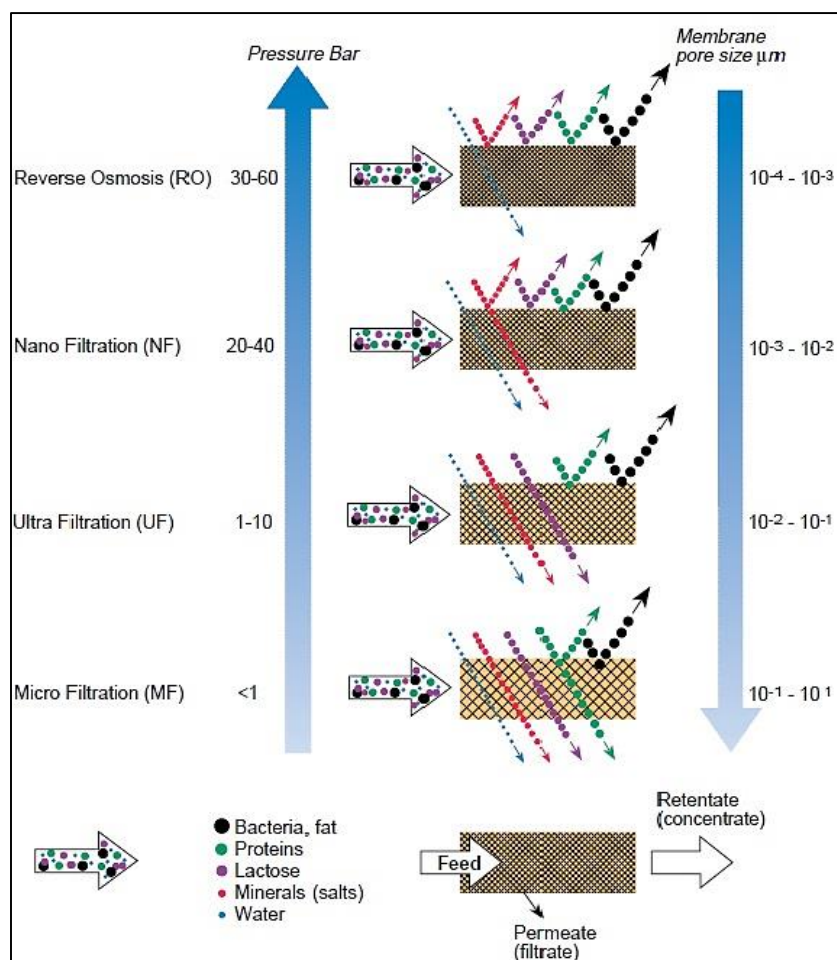 Pressure Bar
Membrane
pore size µm
Reverse Osmosis (RO) 30-60 10-4 - 10-3
Nano Filtration (NF) 20-40 10-3 - 10-2
Ultra Filtration (UF) 1-10 10-2 - 10-1
Micro Filtration (MF) <1 10-1 - 101
Bacteria, fat
Proteins
Lactose
Minerals (salts)
Water
Feed
Retentate
(concentrate)
Permeate
(filtrate)